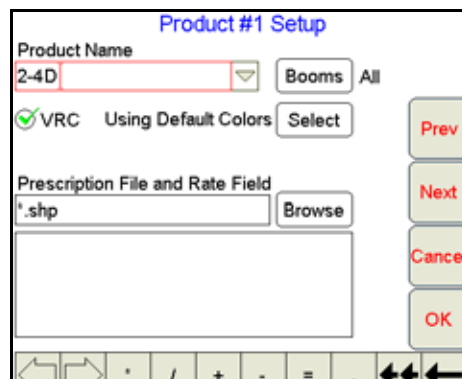 Product #1 Setup
Product Name
2-4D
Booms All
VRC Using Default Colors Select
Prev
Prescription File and Rate Field
Next
*.shp Browse
Cance
OK
* / + - = .